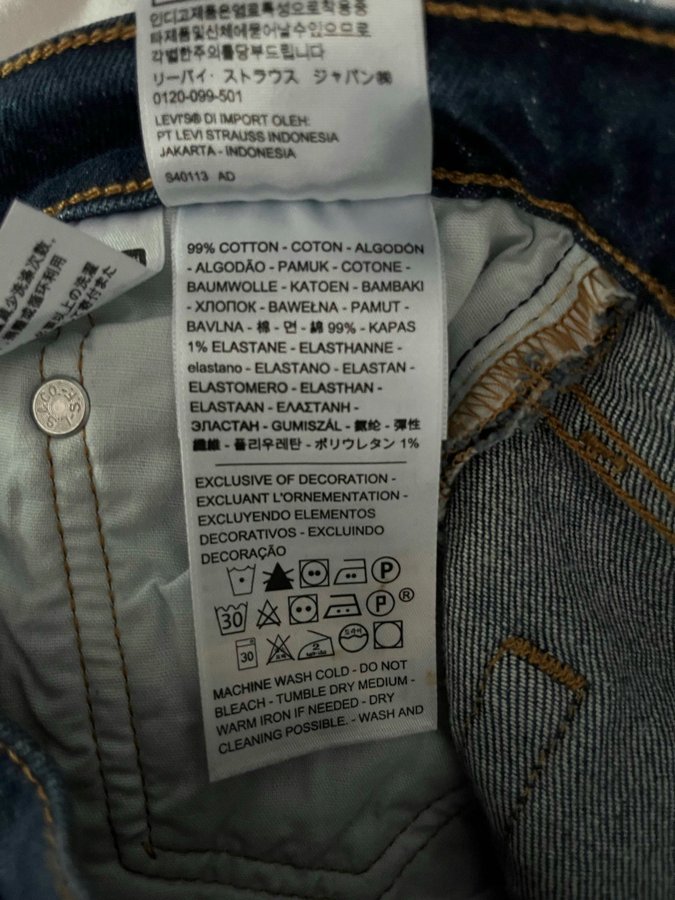 인디고제품은염료특성으로착용중
타제품및신체에묻어날수있으므로
각별한주의를당부드립니다
リーバイ・ストラウス ジャパン㈱
0120-099-501
LEVI'S® DI IMPORT OLEH:
PT LEVI STRAUSS INDONESIA
JAKARTA - INDONESIA
S40113 AD
99% COTTON - COTON - ALGODÓN
- ALGODÃO - PAMUK - COTONE -
BAUMWOLLE - KATOEN - BAMBAKI
- ХЛОПОК - BAWEŁNA - PAMUT -
BAVLNA - 棉 - 면 - 綿 99% - KAPAS
1% ELASTANE - ELASTHANNE -
elastano - ELASTANO - ELASTAN -
ELASTOMERO - ELASTHAN -
ELASTAAN - ΕΛΑΣΤΑΝΗ -
ЭЛАСТАН - GUMISZÁL - 氨纶 - 彈性
纖維 - 폴리우레탄 - ポリウレタン 1%
EXCLUSIVE OF DECORATION -
EXCLUANT L'ORNEMENTATION -
EXCLUYENDO ELEMENTOS
DECORATIVOS - EXCLUINDO
DECORAÇÃO
P
30 P ®
30 2
MACHINE WASH COLD - DO NOT
BLEACH - TUMBLE DRY MEDIUM -
WARM IRON IF NEEDED - DRY
CLEANING POSSIBLE. - WASH AND